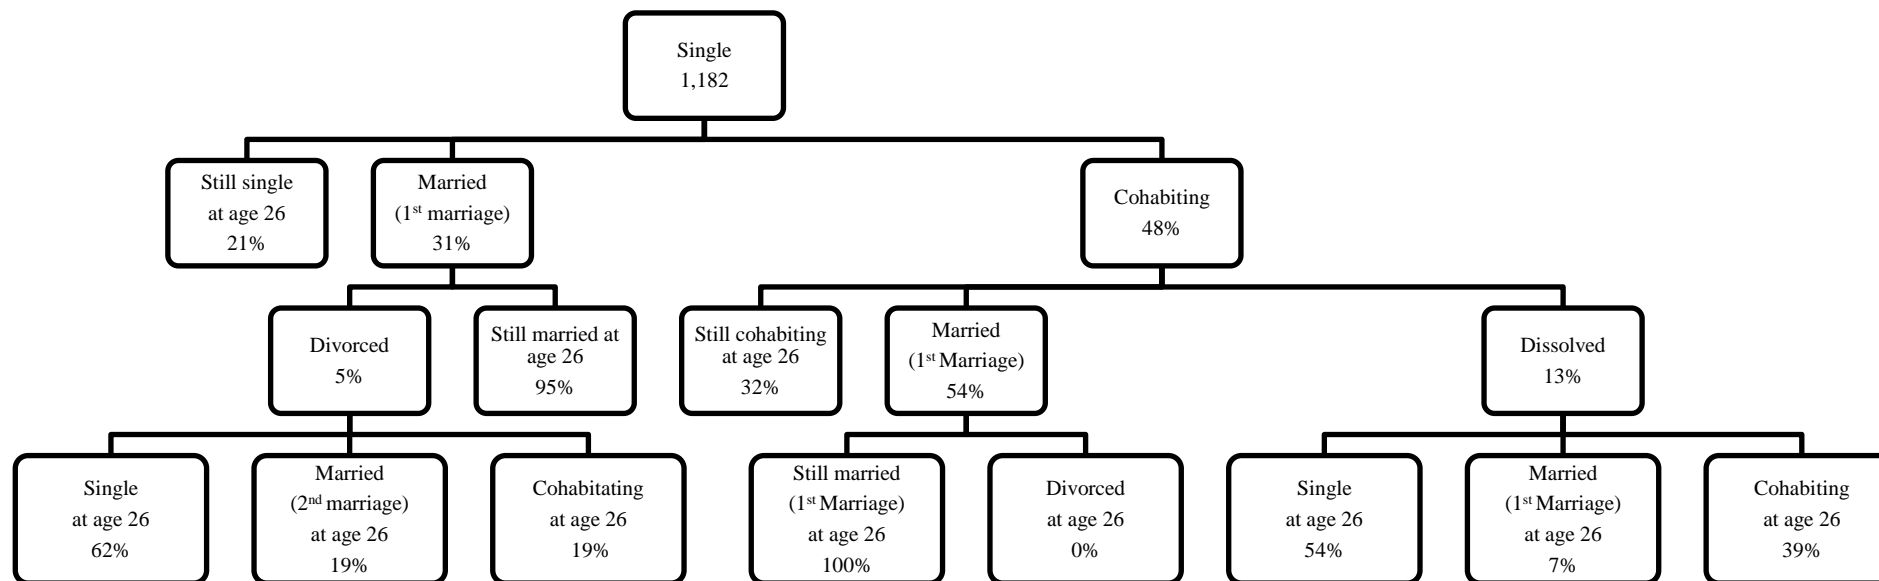 Single
1,182
Still single
at age 26
21%
Married
(1st marriage)
31%
Cohabiting
48%
Divorced
5%
Still married at
age 26
95%
Still cohabiting
at age 26
32%
Married
(1st Marriage)
54%
Dissolved
13%
Single
at age 26
62%
Married
(2nd marriage)
at age 26
19%
Cohabitating
at age 26
19%
Still married
(1st Marriage)
at age 26
100%
Divorced
at age 26
0%
Single
at age 26
54%
Married
(1st Marriage)
at age 26
7%
Cohabiting
at age 26
39%